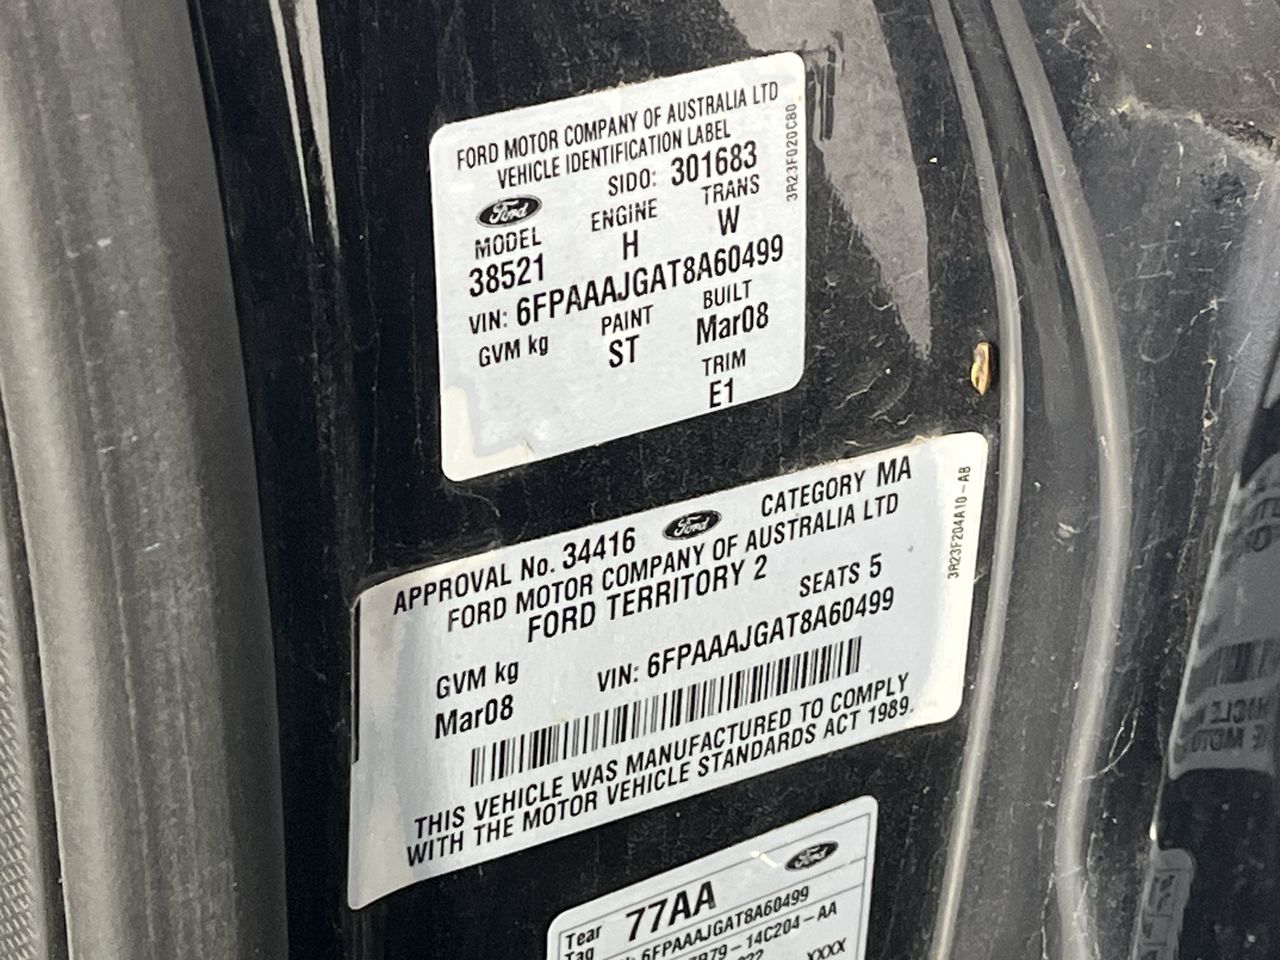 FORD MOTOR COMPANY OF AUSTRALIA LTD
VEHICLE IDENTIFICATION LABEL
Ford SIDO: 301683
MODEL ENGINE TRANS
38521 H W
VIN: 6FPAAAJGAT8A60499
GVM kg PAINT BUILT
ST Mar08
TRIM
E1
3R23F020C80
APPROVAL No. 34416 Ford CATEGORY MA
FORD MOTOR COMPANY OF AUSTRALIA LTD
FORD TERRITORY 2 SEATS 5
GVM kg VIN: 6FPAAAJGAT8A60499
Mar08
THIS VEHICLE WAS MANUFACTURED TO COMPLY
WITH THE MOTOR VEHICLE STANDARDS ACT 1989.
3R23F204A10-AB
Ford
Tear 77AA
Tag 6FPAAAJGAT8A60499
79-14C204-AA
XXXX